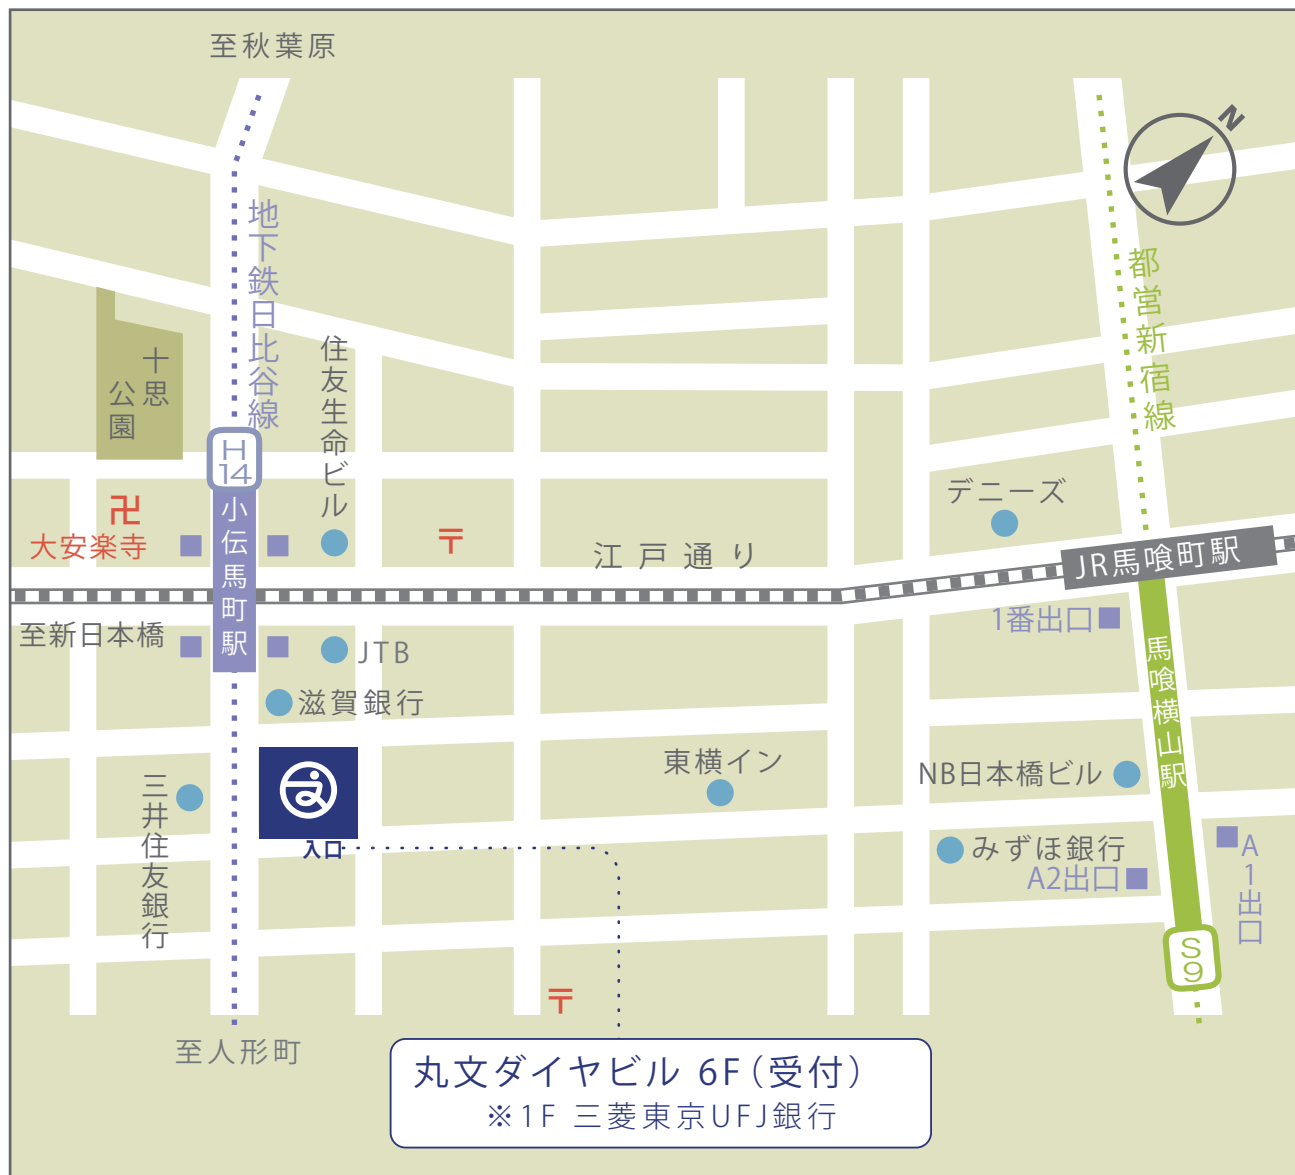 至秋葉原
N
地下鉄日比谷線
都営新宿線
住友生命ビル
十思
公園
H
14
小伝馬町駅
卍
大安楽寺
〒
江戸通り
デニーズ
JR馬喰町駅
1番出口
至新日本橋
JTB
滋賀銀行
馬喰横山駅
東横イン
NB日本橋ビル
三井住友銀行
入口
みずほ銀行
A2出口
A1出口
S
9
〒
至人形町
丸文ダイヤビル 6F(受付)
※1F 三菱東京UFJ銀行